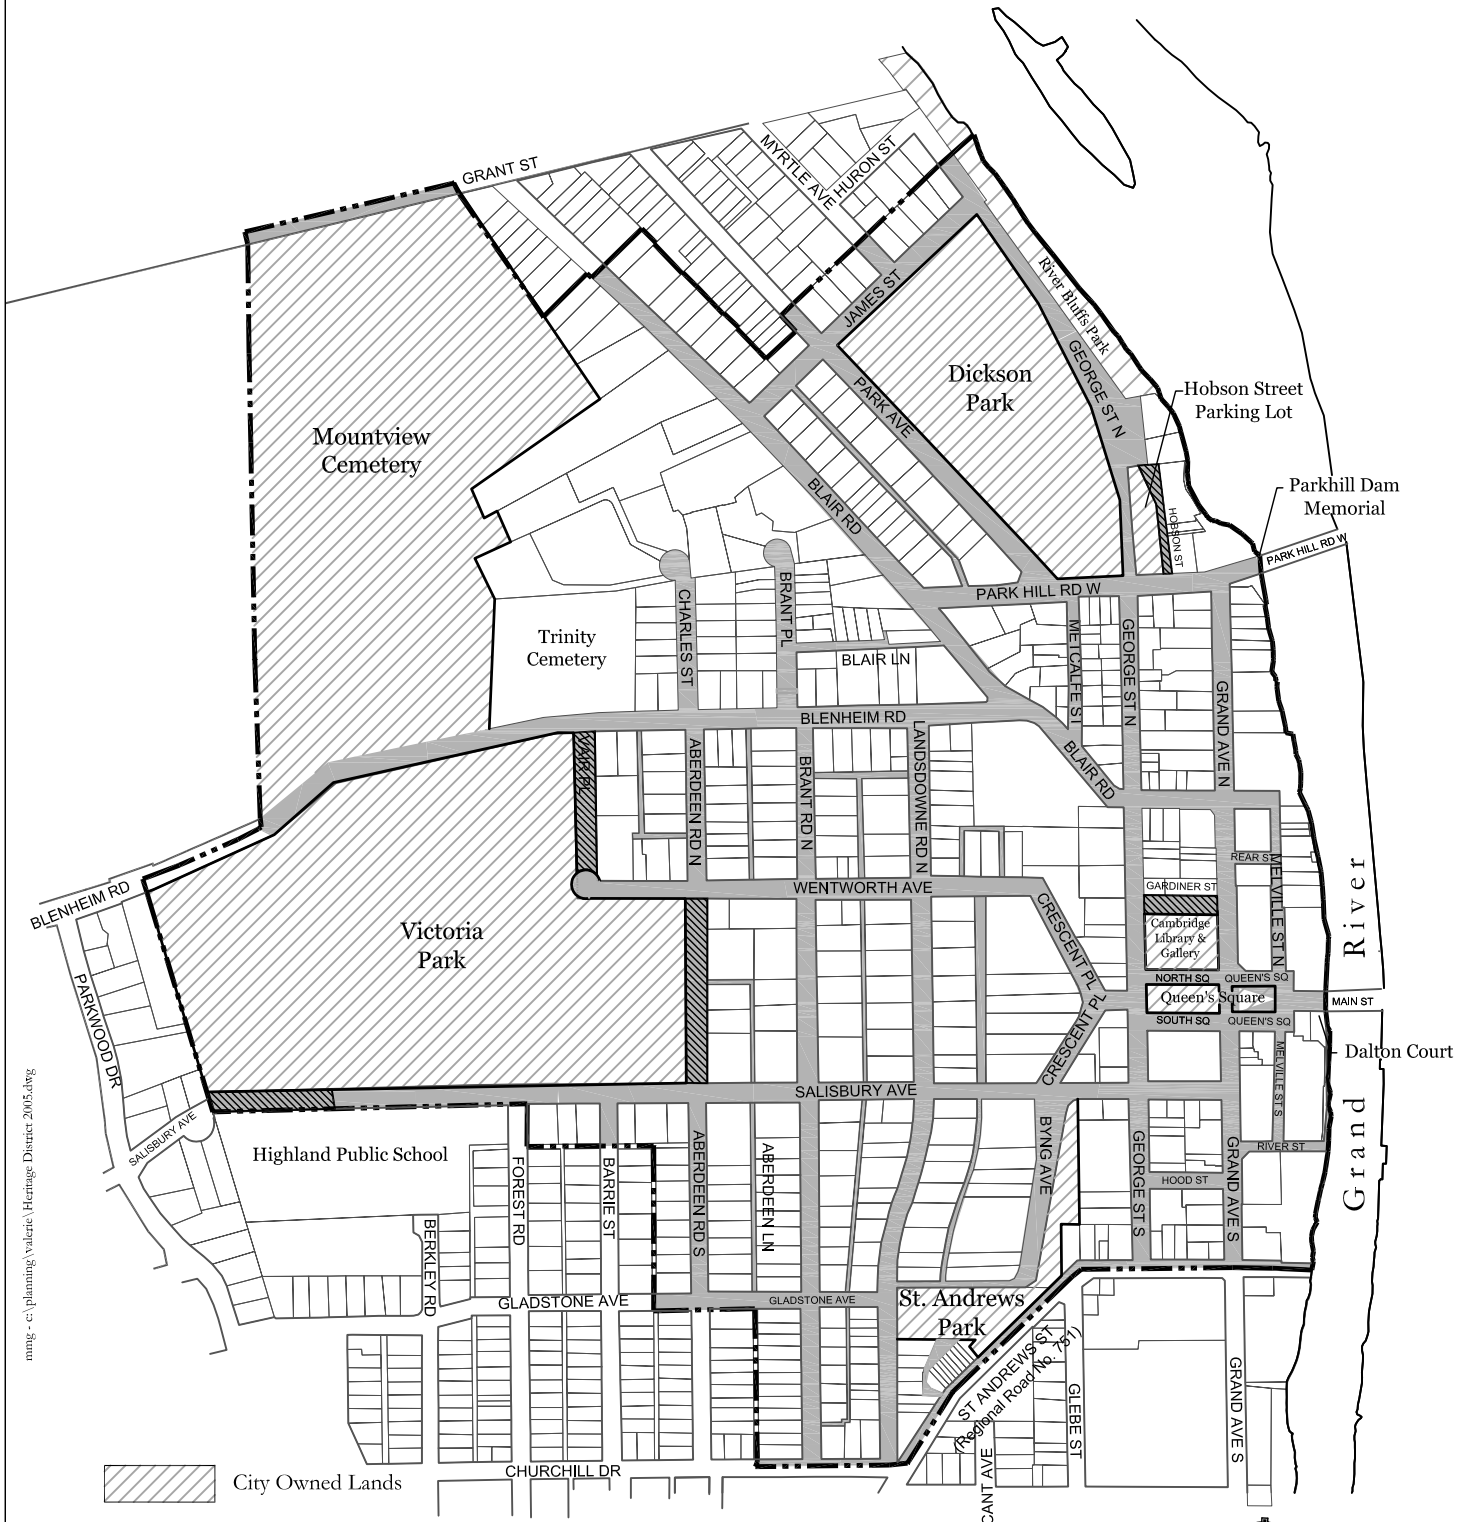 GRANT ST
MYRTLE AVE
HURON ST
JAMES ST
River Bluffs Park
GEORGE ST N
Dickson
Park
PARK AVE
Hobson Street
Parking Lot
HOBSON ST
Parkhill Dam
Memorial
PARK HILL RD W
PARK HILL RD W
Mountview
Cemetery
BLAIR RD
Trinity
Cemetery
CHARLES ST
BRANT PL
BLAIR LN
METCALFE ST
GEORGE ST N
GRAND AVE N
BLENHEIM RD
BLAIR RD
ABERDEEN RD N
BRANT RD N
LANDSDOWNE RD N
REAR ST
MELVILLE ST N
WENTWORTH AVE
GARDINER ST
BLENHEIM RD
Victoria
Park
CRESCENT PL
Cambridge
Library &
Gallery
NORTH SQ
QUEEN'S SQ
Queen's Square
MAIN ST
SOUTH SQ
QUEEN'S SQ
CRESCENT PL
Grand River
Dalton Court
MELVILLE ST S
PARKWOOD DR
SALISBURY AVE
SALISBURY AVE
Highland Public School
FOREST RD
BARRIE ST
ABERDEEN RD S
ABERDEEN LN
BYNG AVE
GEORGE ST S
GRAND AVE S
RIVER ST
HOOD ST
BERKLEY RD
GLADSTONE AVE
GLADSTONE AVE
St. Andrews
Park
ST ANDREWS ST
(Regional Road No. 751)
GLEBE ST
GRAND AVE S
CANT AVE
CHURCHILL DR
City Owned Lands
mmg - c:\planning\valerie\Heritage District 2005.dwg